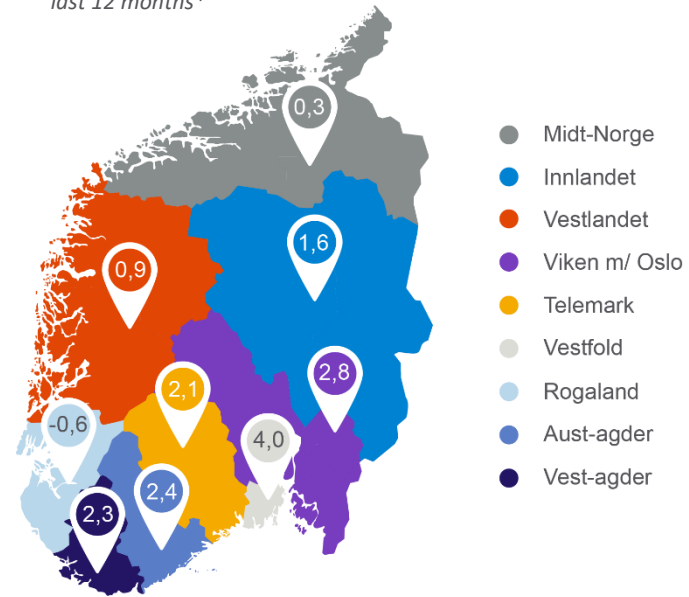 last 12 months*
0,3
1,6
0,9
2,8
2,1
-0,6
4,0
2,4
2,3
Midt-Norge
Innlandet
Vestlandet
Viken m/ Oslo
Telemark
Vestfold
Rogaland
Aust-agder
Vest-agder